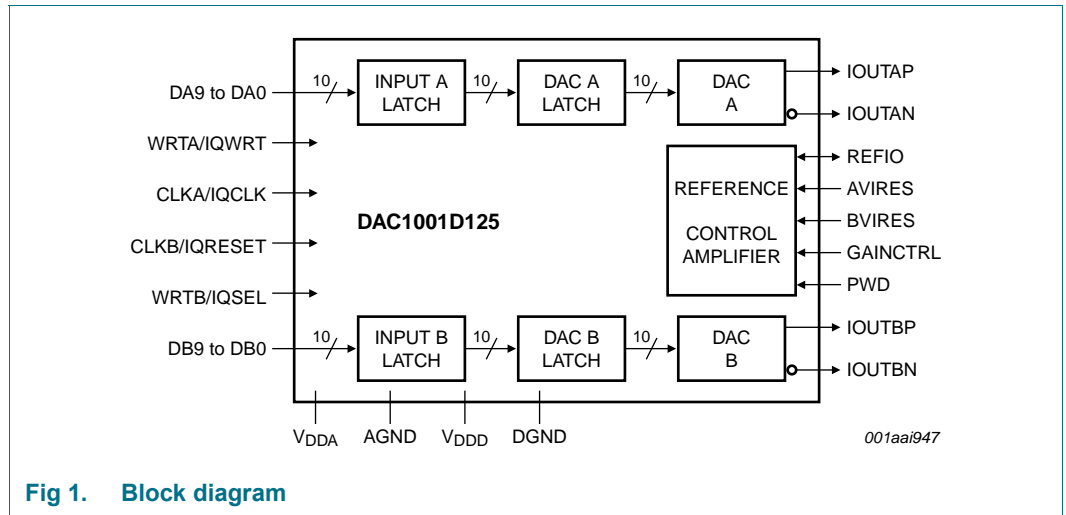 DA9 to DA0
10
INPUT A
LATCH
10
DAC A
LATCH
10
DAC
A
IOUTAP
IOUTAN
WRTA/IQWRT
CLKA/IQCLK
CLKB/IQRESET
WRTB/IQSEL
DAC1001D125
REFERENCE
CONTROL
AMPLIFIER
REFIO
AVIRES
BVIRES
GAINCTRL
PWD
DB9 to DB0
10
INPUT B
LATCH
10
DAC B
LATCH
10
DAC
B
IOUTBP
IOUTBN
VDDA
AGND
VDDD
DGND
001aai947
Fig 1. Block diagram